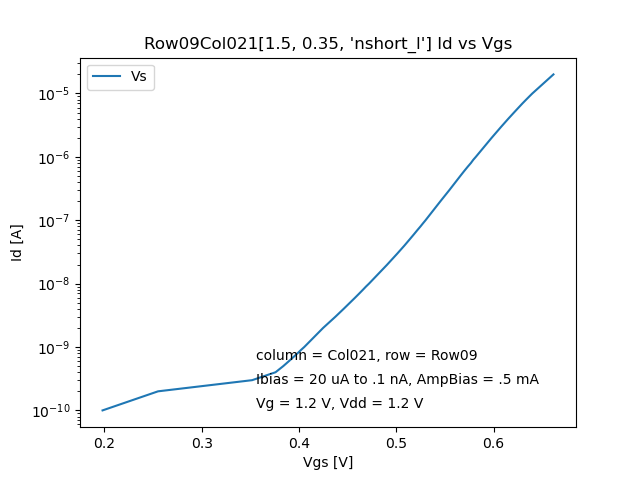 Row09Col021[1.5, 0.35, 'nshort_l'] Id vs Vgs
Vs
10⁻⁵
10⁻⁶
10⁻⁷
10⁻⁸
10⁻⁹
10⁻¹⁰
Id [A]
column = Col021, row = Row09
Ibias = 20 uA to .1 nA, AmpBias = .5 mA
Vg = 1.2 V, Vdd = 1.2 V
0.2 0.3 0.4 0.5 0.6
Vgs [V]